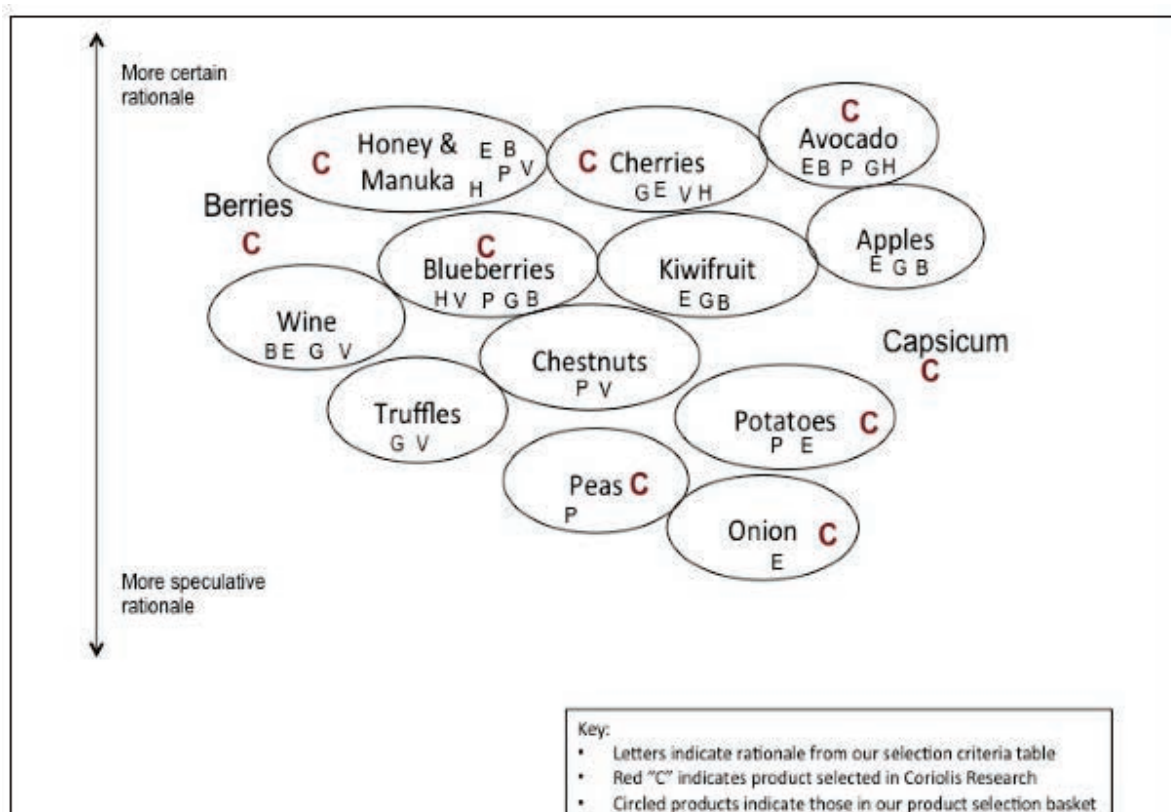 More certain
rationale
C
Honey &
Manuka
E B
P V
H
C Cherries
G E V H
C
Avocado
E B P G H
Berries
C
C
Blueberries
H V P G B
Kiwifruit
E G B
Apples
E G B
Wine
B E G V
Chestnuts
P V
Capsicum
C
Truffles
G V
Potatoes C
P E
Peas C
P
Onion C
E
More speculative
rationale
Key:
• Letters indicate rationale from our selection criteria table
• Red "C" indicates product selected in Coriolis Research
• Circled products indicate those in our product selection basket